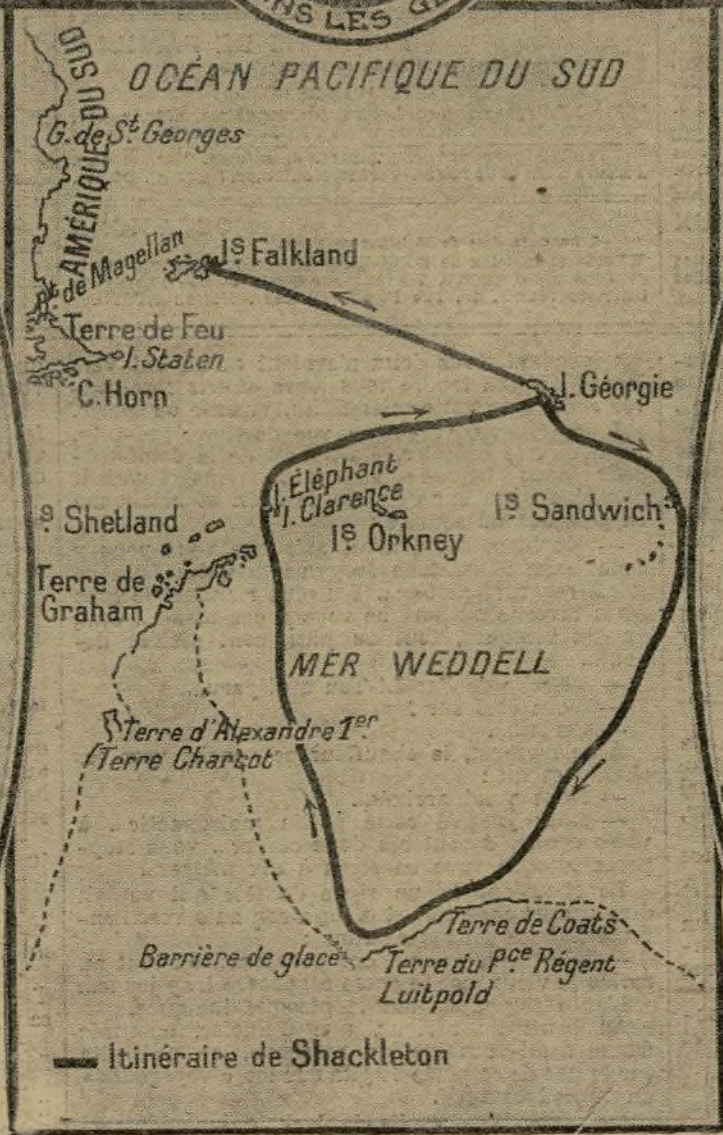 NS LES G
OCÉAN PACIFIQUE DU SUD
AMÉRIQUE DU SUD
G. de St. Georges
de Magellan
Is. Falkland
Terre de Feu
I. Staten
C. Horn
I. Géorgie
I. Éléphant
I. Clarence
s. Shetland
Is. Orkney
Is. Sandwich
Terre de
Graham
MER WEDDELL
Terre d'Alexandre 1er.
Terre Charcot
Terre de Coats
Barrière de glace
Terre du Pce. Régent
Luitpold
Itinéraire de Shackleton